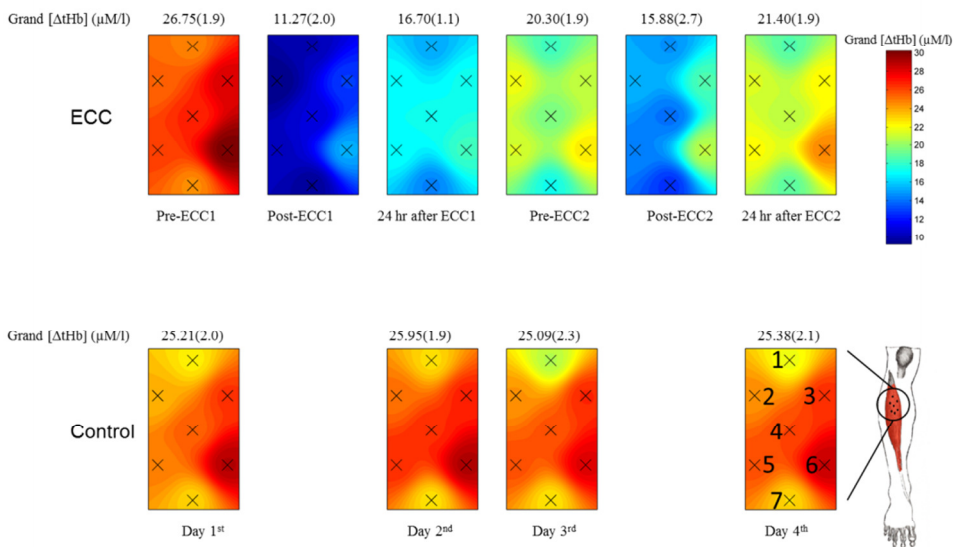 Grand [ΔtHb] (µM/l) 26.75(1.9) 11.27(2.0) 16.70(1.1) 20.30(1.9) 15.88(2.7) 21.40(1.9)
Grand [ΔtHb] (µM/l)
30
28
26
24
22
20
18
16
14
12
10
ECC
Pre-ECC1 Post-ECC1 24 hr after ECC1 Pre-ECC2 Post-ECC2 24 hr after ECC2
Grand [ΔtHb] (µM/l) 25.21(2.0) 25.95(1.9) 25.09(2.3) 25.38(2.1)
1
2 3
4
5 6
7
Control
Day 1st Day 2nd Day 3rd Day 4th